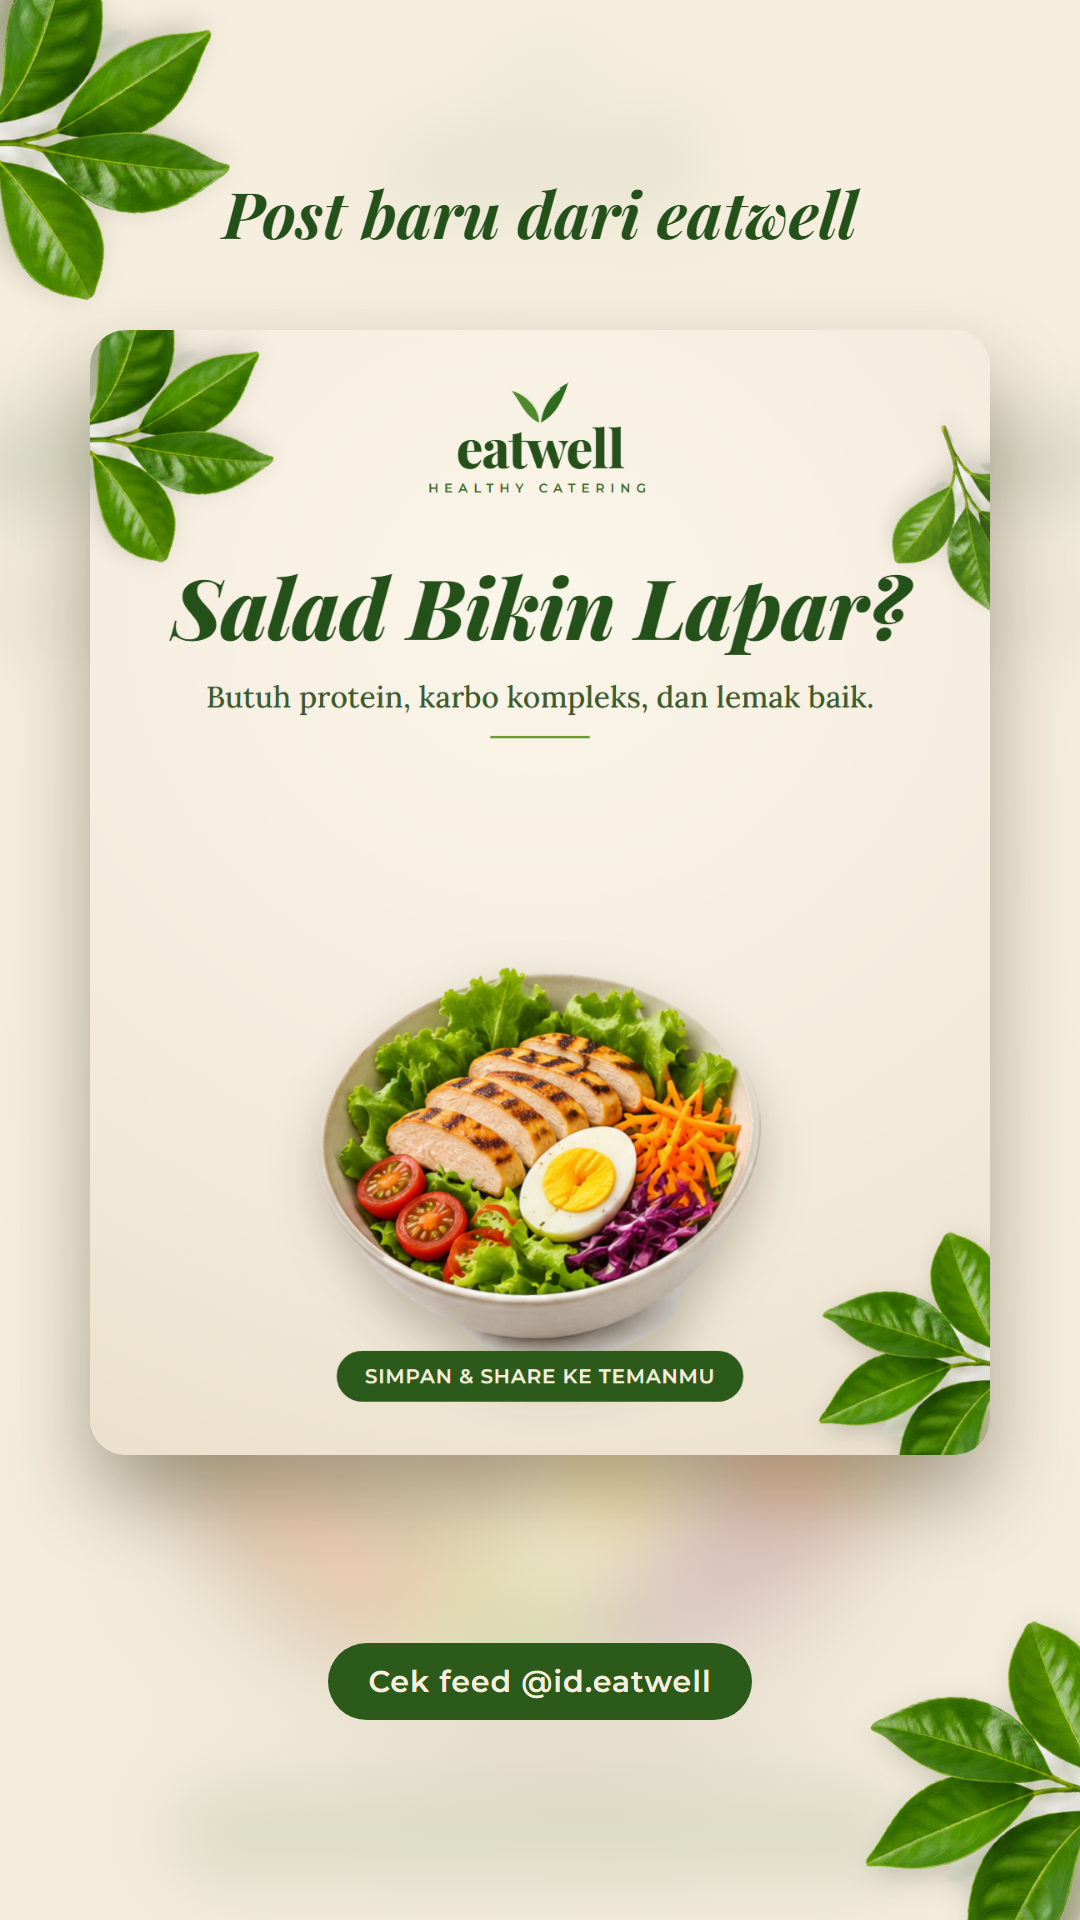 Post baru dari eatwell
eatwell
HEALTHY CATERING
Salad Bikin Lapar?
Butuh protein, karbo kompleks, dan lemak baik.
SIMPAN & SHARE KE TEMANMU
Cek feed @id.eatwell